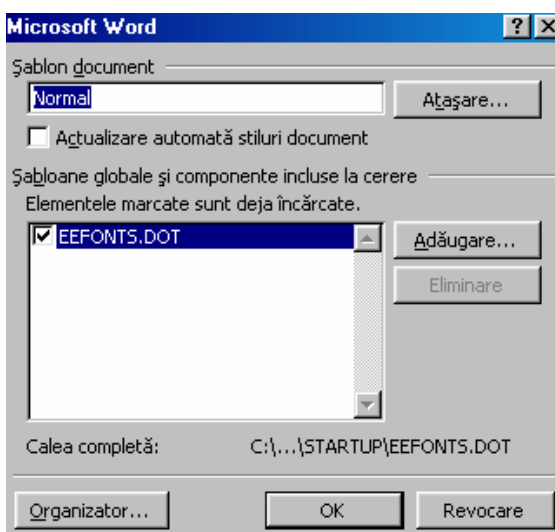 Microsoft Word
Şablon document
Normal
Ataşare...
Actualizare automată stiluri document
Şabloane globale şi componente incluse la cerere
Elementele marcate sunt deja încărcate.
EEFONTS.DOT
Adăugare...
Eliminare
Calea completă: C:\...\STARTUP\EEFONTS.DOT
Organizator... OK Revocare